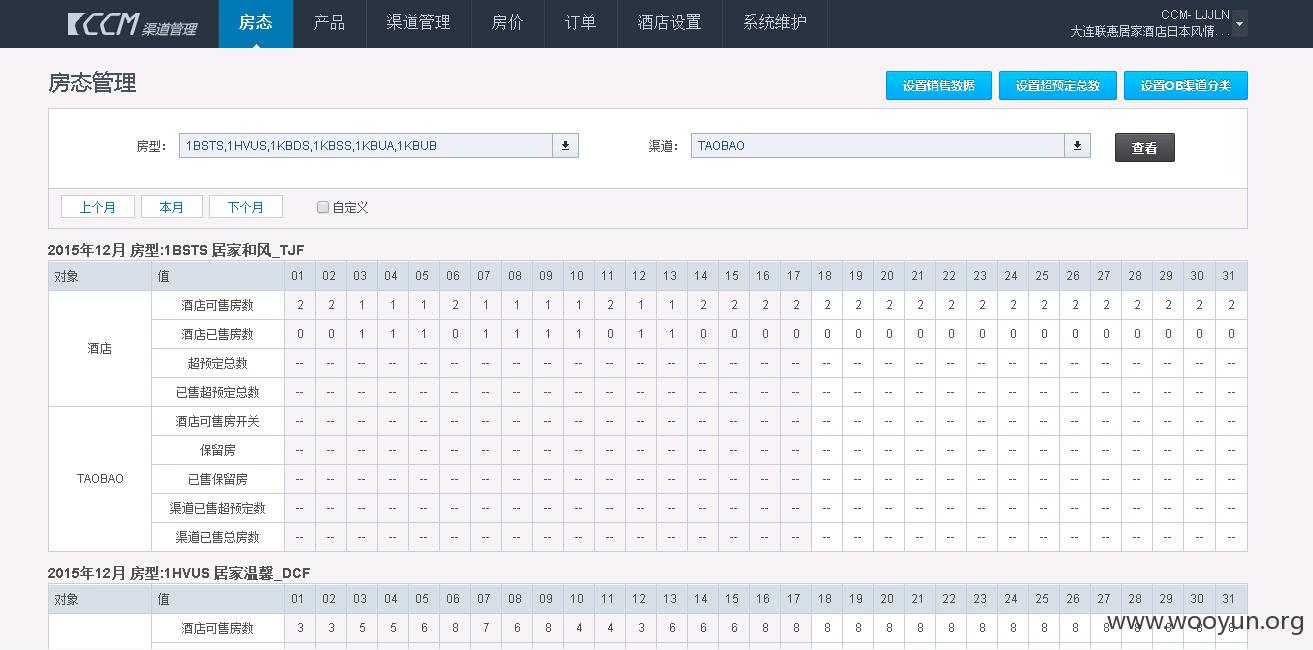 CCM 渠道管理 房态 产品 渠道管理 房价 订单 酒店设置 系统维护 CCM- LJJLN
大连联惠居家酒店日本风情...
房态管理 设置销售数据 设置超预定总数 设置OB渠道分类
房型: 1BSTS,1HVUS,1KBDS,1KBSS,1KBUA,1KBUB 渠道: TAOBAO 查看
上个月 本月 下个月 自定义
2015年12月 房型:1BSTS 居家和风_TJF
对象 值 01 02 03 04 05 06 07 08 09 10 11 12 13 14 15 16 17 18 19 20 21 22 23 24 25 26 27 28 29 30 31
酒店可售房数 2 2 1 1 1 2 1 1 1 1 2 1 1 2 2 2 2 2 2 2 2 2 2 2 2 2 2 2 2 2 2
酒店已售房数 0 0 1 1 1 0 1 1 1 1 0 1 1 0 0 0 0 0 0 0 0 0 0 0 0 0 0 0 0 0 0
酒店
超预定总数 -- -- -- -- -- -- -- -- -- -- -- -- -- -- -- -- -- -- -- -- -- -- -- -- -- -- -- -- -- -- --
已售超预定总数 -- -- -- -- -- -- -- -- -- -- -- -- -- -- -- -- -- -- -- -- -- -- -- -- -- -- -- -- -- -- --
酒店可售房开关 -- -- -- -- -- -- -- -- -- -- -- -- -- -- -- -- -- -- -- -- -- -- -- -- -- -- -- -- -- -- --
保留房 -- -- -- -- -- -- -- -- -- -- -- -- -- -- -- -- -- -- -- -- -- -- -- -- -- -- -- -- -- -- --
TAOBAO 已售保留房 -- -- -- -- -- -- -- -- -- -- -- -- -- -- -- -- -- -- -- -- -- -- -- -- -- -- -- -- -- -- --
渠道已售超预定数 -- -- -- -- -- -- -- -- -- -- -- -- -- -- -- -- -- -- -- -- -- -- -- -- -- -- -- -- -- -- --
渠道已售总房数 -- -- -- -- -- -- -- -- -- -- -- -- -- -- -- -- -- -- -- -- -- -- -- -- -- -- -- -- -- -- --
2015年12月 房型:1HVUS 居家温馨_DCF
对象 值 01 02 03 04 05 06 07 08 09 10 11 12 13 14 15 16 17 18 19 20 21 22 23 24 25 26 27 28 29 30 31
酒店可售房数 3 3 5 5 6 8 7 6 8 4 4 3 6 6 6 8 8 8 8 8 8 8 8 8 8 8 8 8 8 8 8
www.wooyun.org